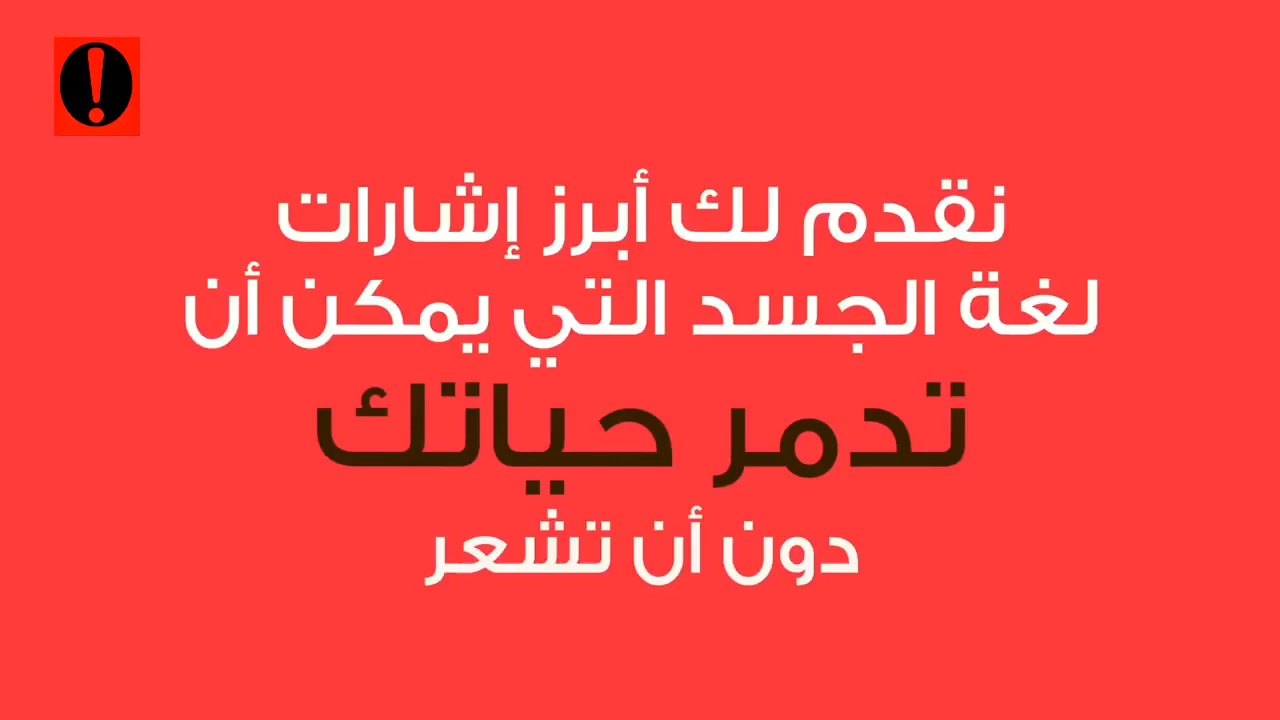 نقدم لك أبرز إشارات
لغة الجسد التي يمكن أن
تدمر حياتك
دون أن تشعر